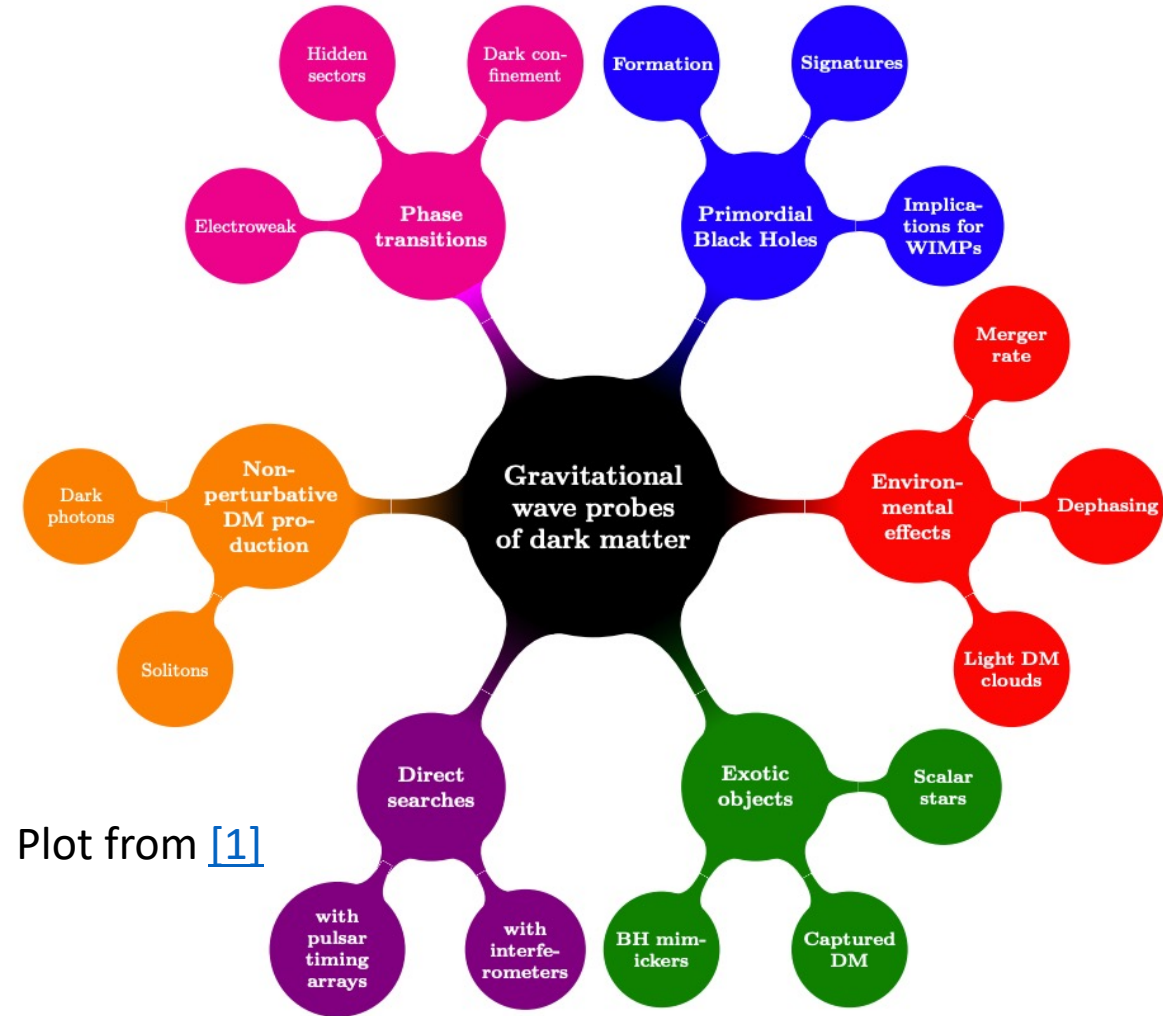 Hidden
sectors
Dark con-
finement
Formation
Signatures
Electroweak
Phase
transitions
Primordial
Black Holes
Implica-
tions for
WIMPs
Merger
rate
Dark
photons
Non-
perturbative
DM pro-
duction
Gravitational
wave probes
of dark matter
Environ-
mental
effects
Dephasing
Solitons
Light DM
clouds
Direct
searches
Exotic
objects
Scalar
stars
Plot from [1]
with
pulsar
timing
arrays
with
interfe-
rometers
BH mim-
ickers
Captured
DM